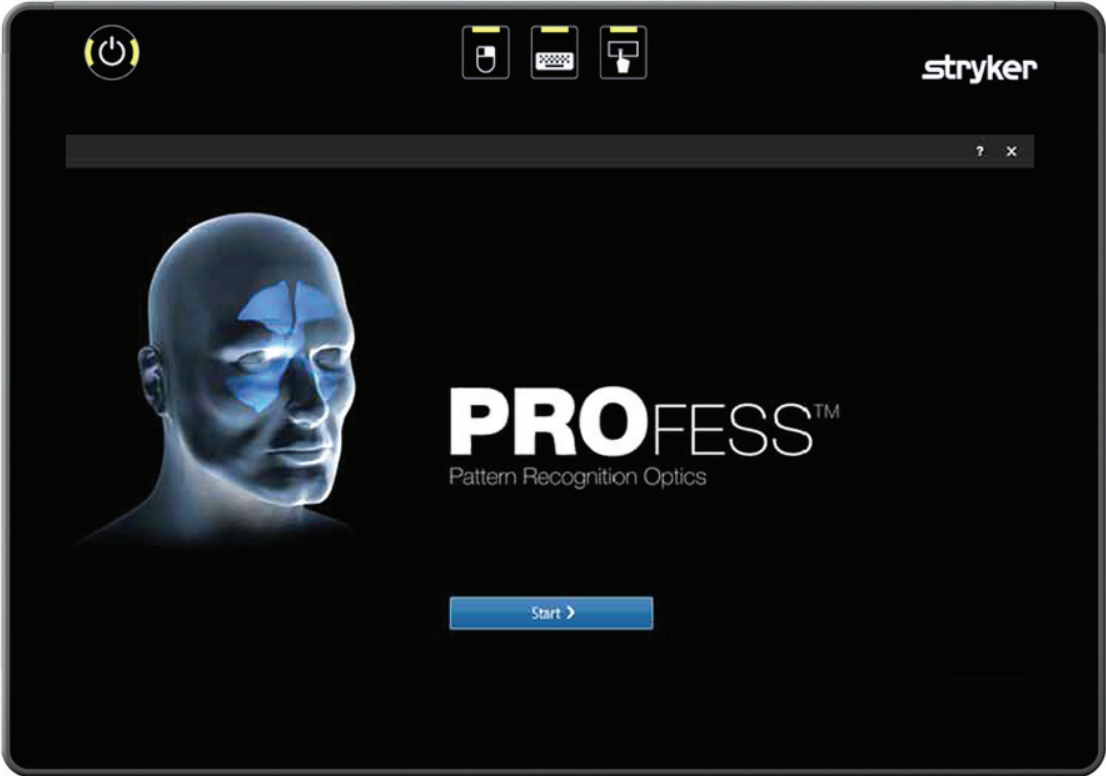 stryker
? X
PROFESS™
Pattern Recognition Optics
Start >